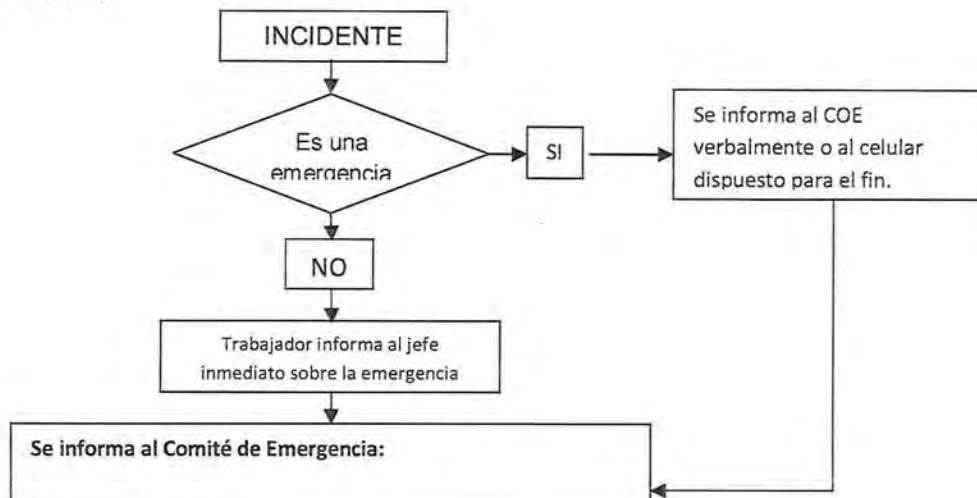 INCIDENTE
Es una
emergencia
SI
Se informa al COE
verbalmente o al celular
dispuesto para el fin.
NO
Trabajador informa al jefe
inmediato sobre la emergencia
Se informa al Comité de Emergencia: